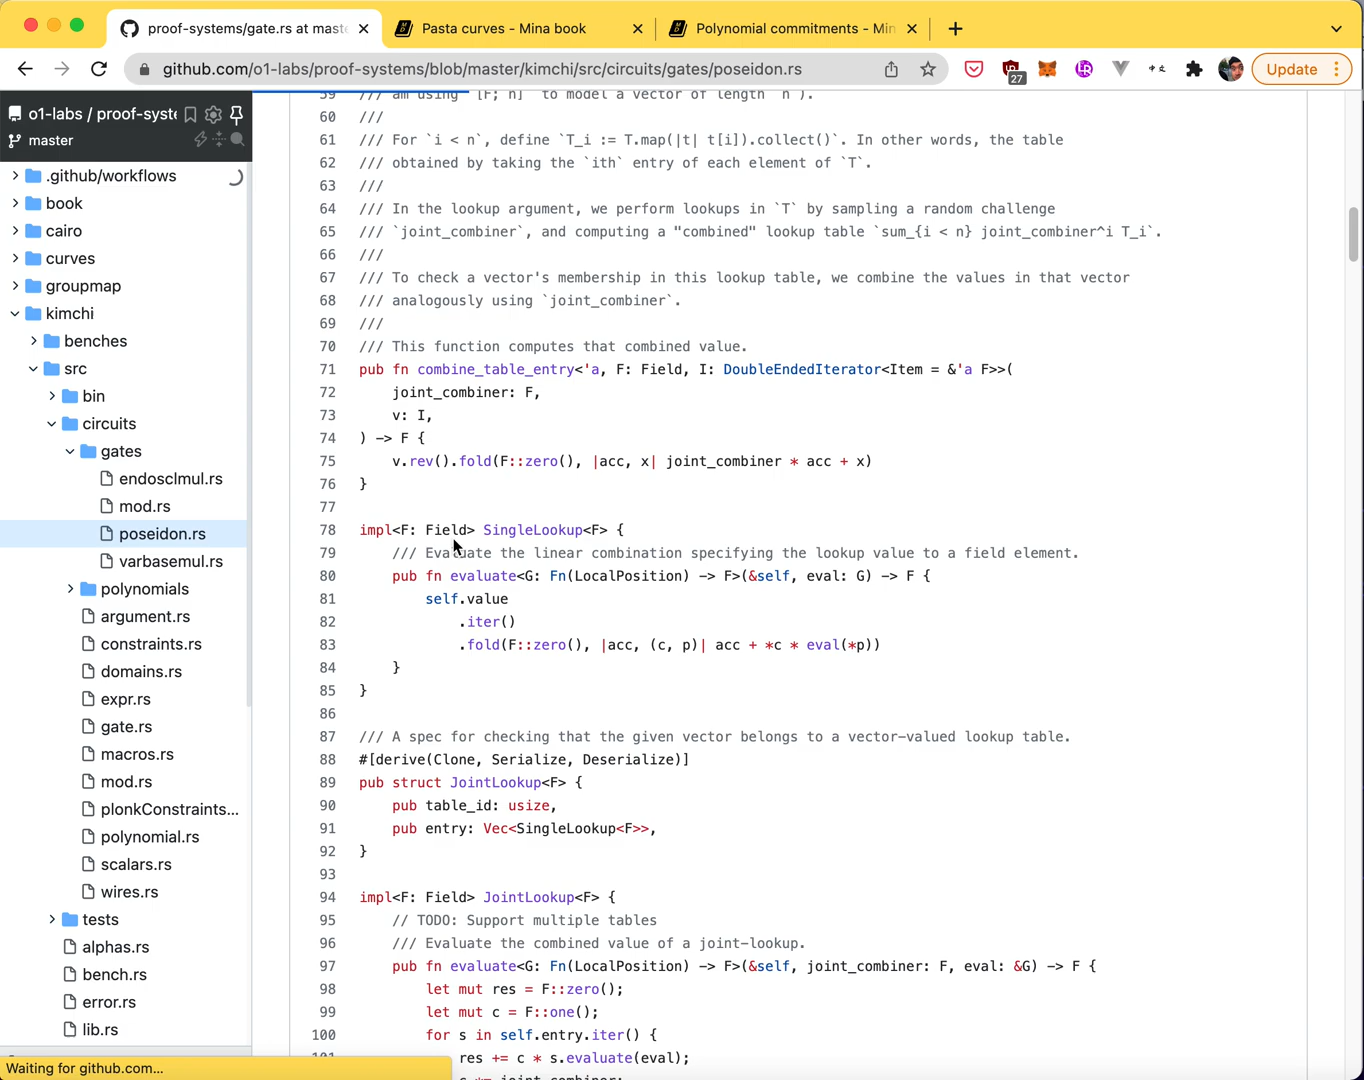 proof-systems/gate.rs at mast
Pasta curves - Mina book
Polynomial commitments - Min
github.com/o1-labs/proof-systems/blob/master/kimchi/src/circuits/gates/poseidon.rs
27
Update
o1-labs / proof-syste
master
.github/workflows
book
cairo
curves
groupmap
kimchi
benches
src
bin
circuits
gates
endosclmul.rs
mod.rs
poseidon.rs
varbasemul.rs
polynomials
argument.rs
constraints.rs
domains.rs
expr.rs
gate.rs
macros.rs
mod.rs
plonkConstraints...
polynomial.rs
scalars.rs
wires.rs
tests
alphas.rs
bench.rs
error.rs
lib.rs
59 /// am using `[F; n]` to model a vector of length `n`).
60 ///
61 /// For `i < n`, define `T_i := T.map(|t| t[i]).collect()`. In other words, the table
62 /// obtained by taking the `ith` entry of each element of `T`.
63 ///
64 /// In the lookup argument, we perform lookups in `T` by sampling a random challenge
65 /// `joint_combiner`, and computing a "combined" lookup table `sum_{i < n} joint_combiner^i T_i`.
66 ///
67 /// To check a vector's membership in this lookup table, we combine the values in that vector
68 /// analogously using `joint_combiner`.
69 ///
70 /// This function computes that combined value.
71 pub fn combine_table_entry<'a, F: Field, I: DoubleEndedIterator<Item = &'a F>>(
72 joint_combiner: F,
73 v: I,
74 ) -> F {
75 v.rev().fold(F::zero(), |acc, x| joint_combiner * acc + x)
76 }
77
78 impl<F: Field> SingleLookup<F> {
79 /// Evaluate the linear combination specifying the lookup value to a field element.
80 pub fn evaluate<G: Fn(LocalPosition) -> F>(&self, eval: G) -> F {
81 self.value
82 .iter()
83 .fold(F::zero(), |acc, (c, p)| acc + *c * eval(*p))
84 }
85 }
86
87 /// A spec for checking that the given vector belongs to a vector-valued lookup table.
88 #[derive(Clone, Serialize, Deserialize)]
89 pub struct JointLookup<F> {
90 pub table_id: usize,
91 pub entry: Vec<SingleLookup<F>>,
92 }
93
94 impl<F: Field> JointLookup<F> {
95 // TODO: Support multiple tables
96 /// Evaluate the combined value of a joint-lookup.
97 pub fn evaluate<G: Fn(LocalPosition) -> F>(&self, joint_combiner: F, eval: &G) -> F {
98 let mut res = F::zero();
99 let mut c = F::one();
100 for s in self.entry.iter() {
101 res += c * s.evaluate(eval);
c *= joint_combiner;
Waiting for github.com...